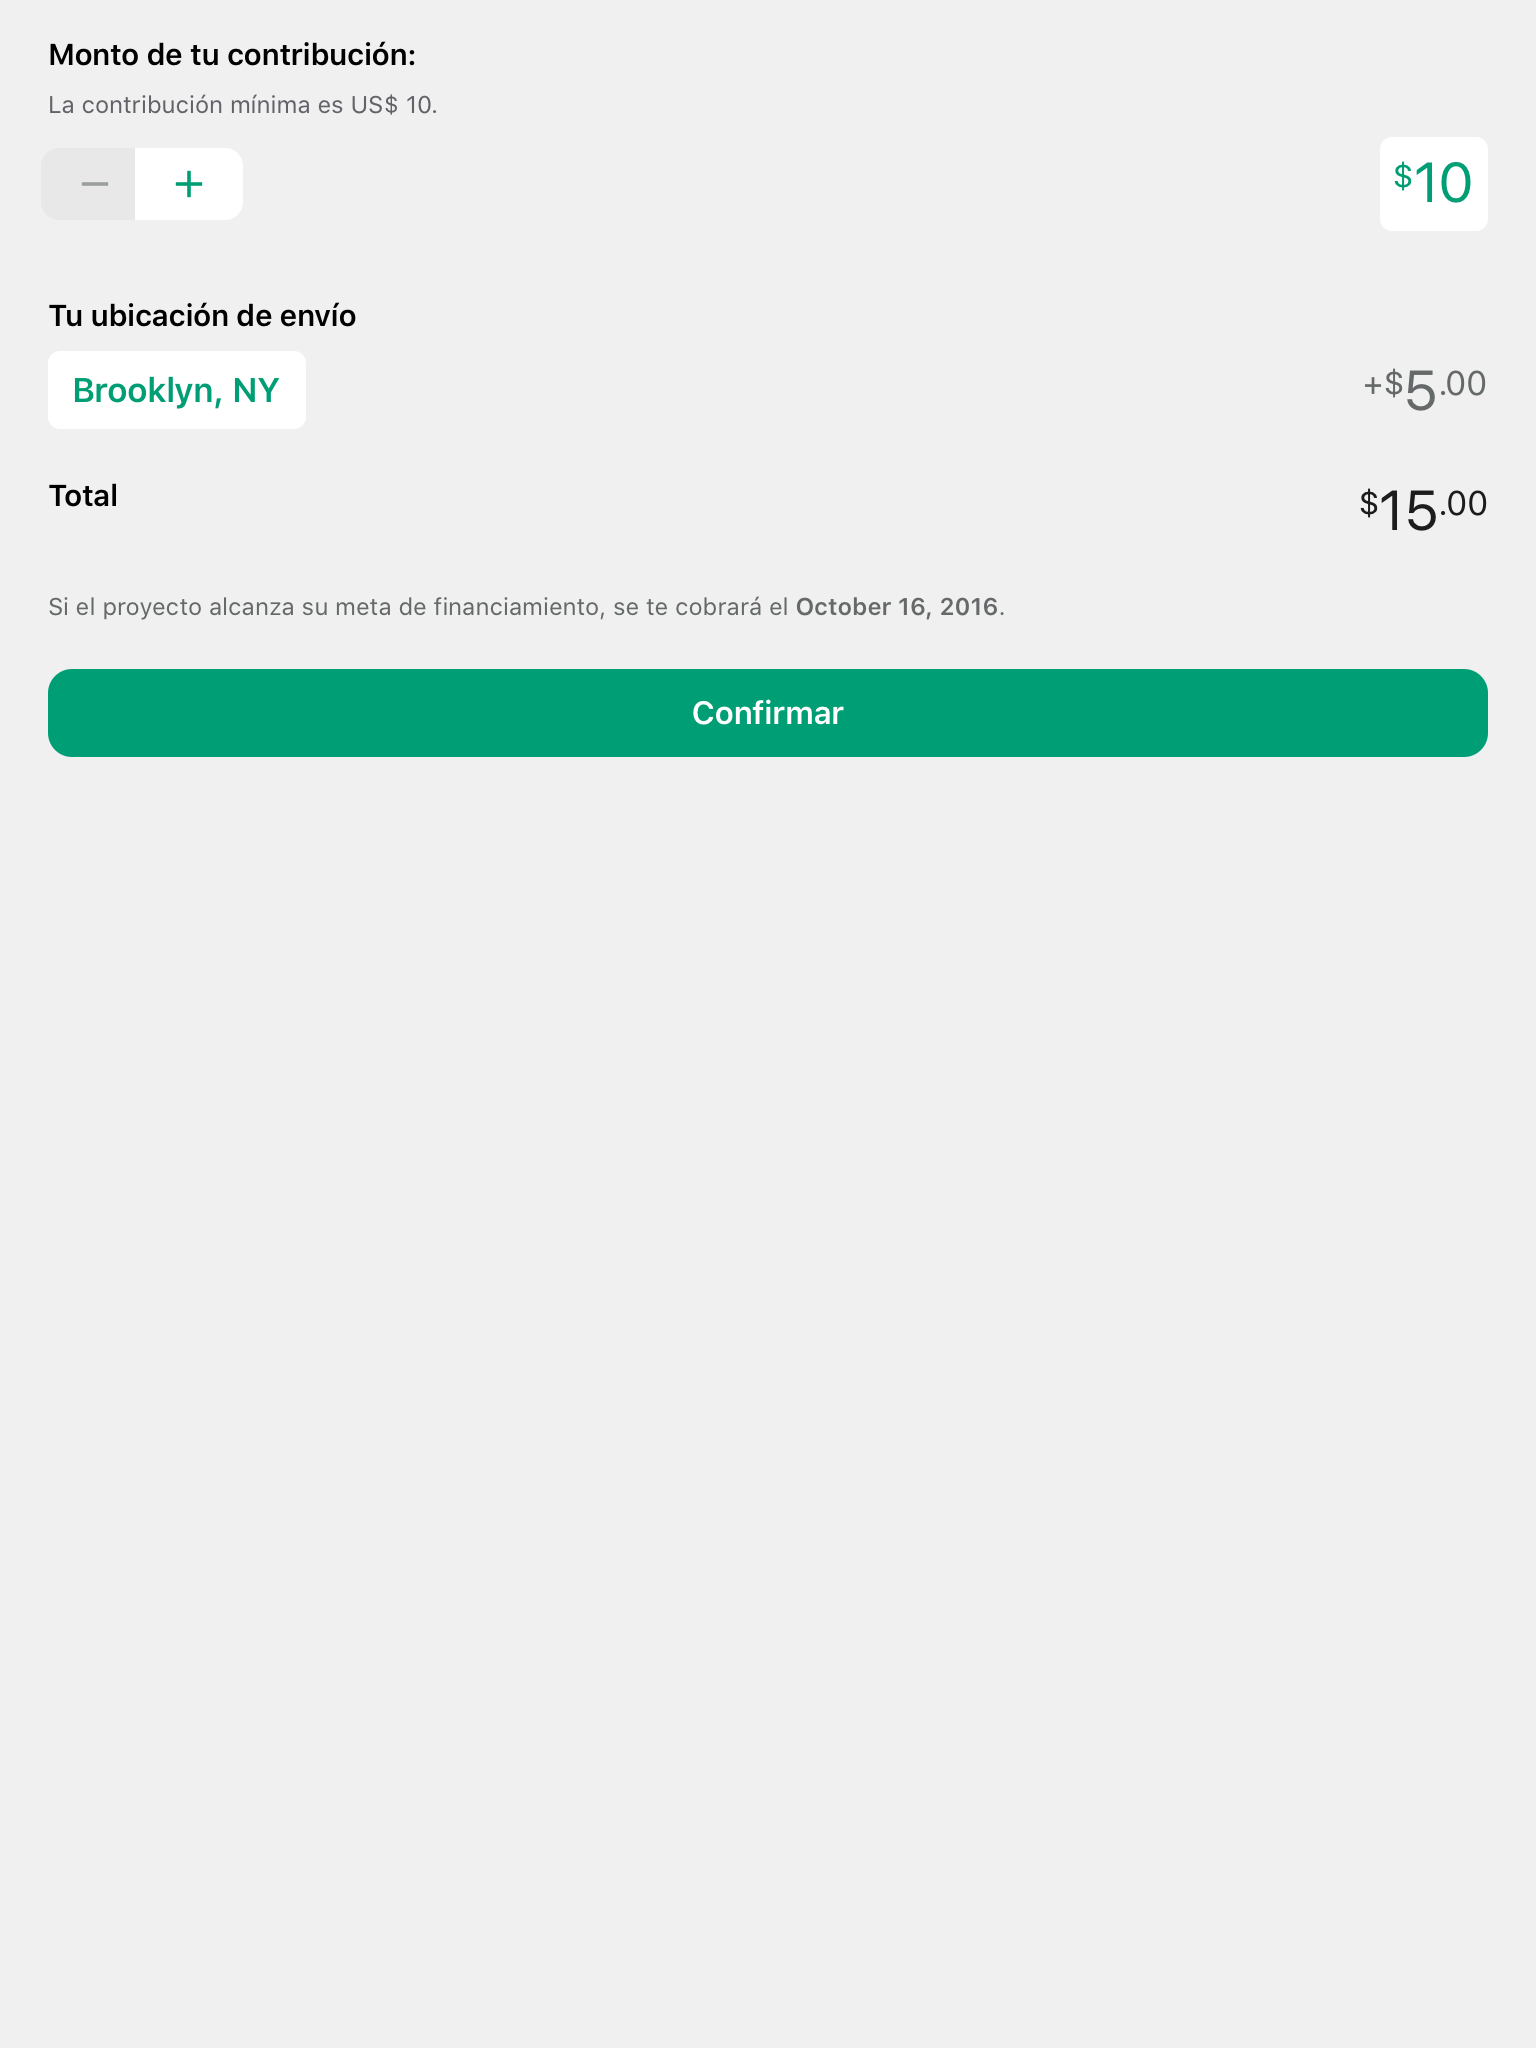 Monto de tu contribución:
La contribución mínima es US$ 10.
− +
$10
Tu ubicación de envío
Brooklyn, NY
+$5.00
Total
$15.00
Si el proyecto alcanza su meta de financiamiento, se te cobrará el October 16, 2016.
Confirmar